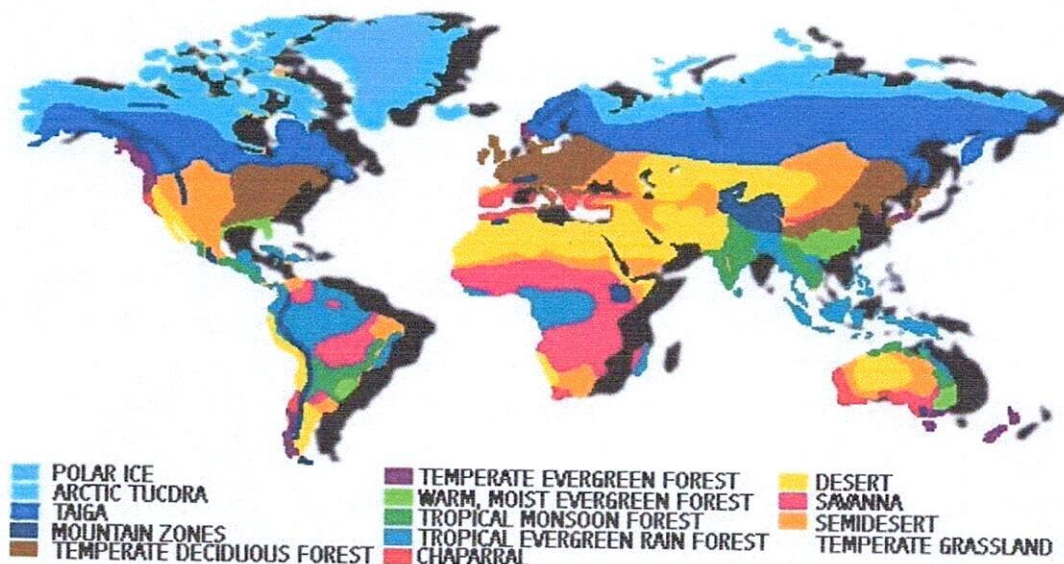 POLAR ICE
ARCTIC TUCDRA
TAIGA
MOUNTAIN ZONES
TEMPERATE DECIDUOUS FOREST
TEMPERATE EVERGREEN FOREST
WARM, MOIST EVERGREEN FOREST
TROPICAL MONSOON FOREST
TROPICAL EVERGREEN RAIN FOREST
CHAPARRAL
DESERT
SAVANNA
SEMIDESERT
TEMPERATE GRASSLAND